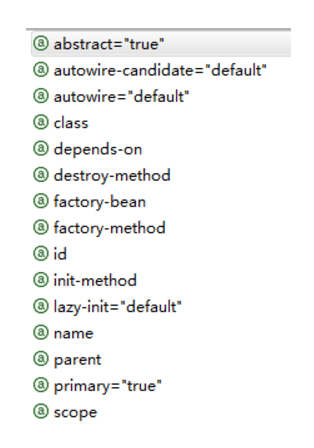 abstract="true"
autowire-candidate="default"
autowire="default"
class
depends-on
destroy-method
factory-bean
factory-method
id
init-method
lazy-init="default"
name
parent
primary="true"
scope